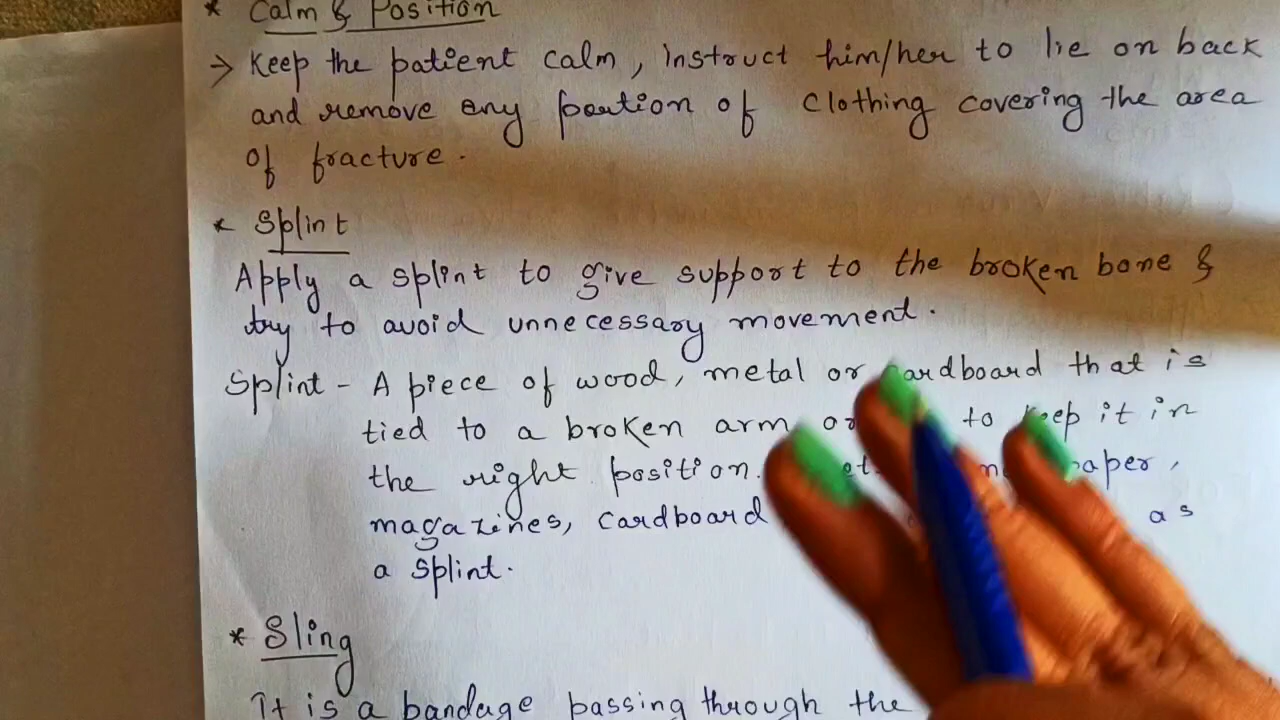 * Calm & Position
→ Keep the patient calm, instruct him/her to lie on back
and remove any portion of clothing covering the area
of fracture.
* Splint
Apply a splint to give support to the broken bone &
try to avoid unnecessary movement.
Splint - A piece of wood, metal or cardboard that is
tied to a broken arm or to keep it in
the right position.
magazines, cardboard as
a splint.
* Sling
It is a bandage passing through the